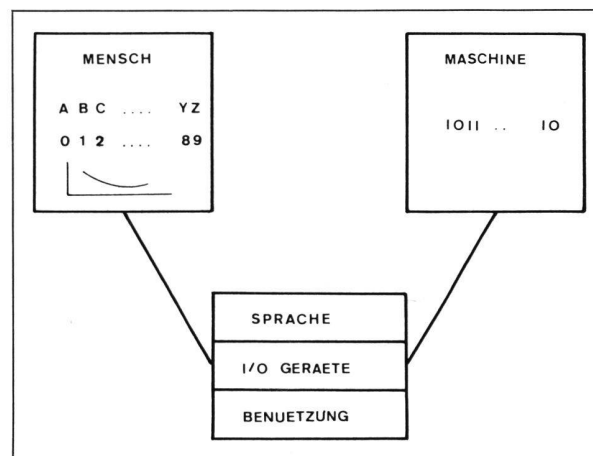 MENSCH
A B C .... Y Z
0 1 2 .... 8 9
MASCHINE
1011 .. 10
SPRACHE
I/O GERAETE
BENUETZUNG